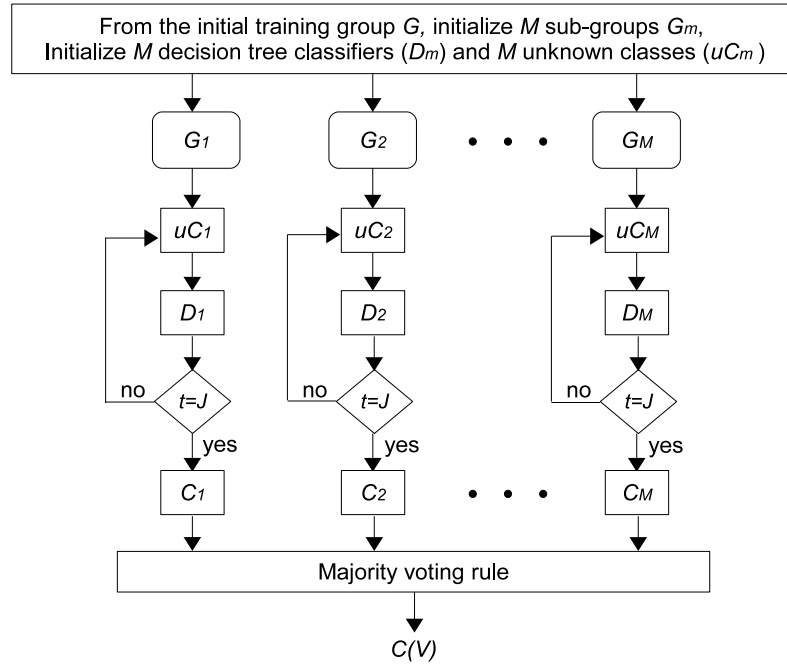 From the initial training group G, initialize M sub-groups Gm,
Initialize M decision tree classifiers (Dm) and M unknown classes (uCm)
G1 G2 • • • GM
uC1 uC2 uCM
D1 D2 DM
no t=J no t=J no t=J
yes yes yes
C1 C2 • • • CM
Majority voting rule
C(V)